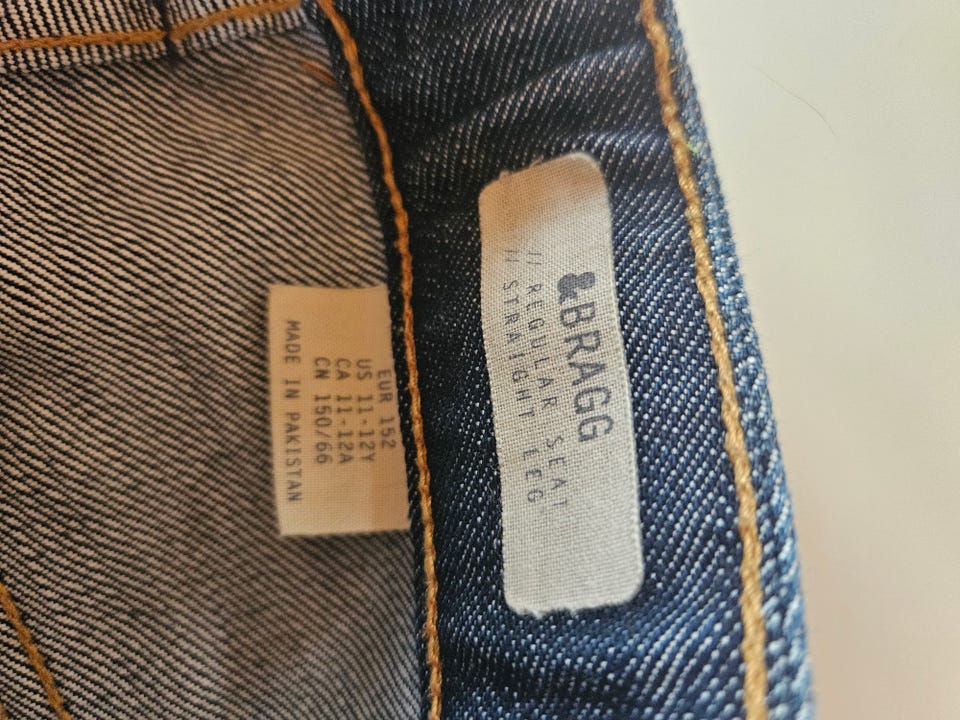 &BRAGG
// REGULAR SEAT
// STRAIGHT LEG
EUR 152
US 11-12Y
CA 11-12A
CN 150/66
MADE IN PAKISTAN